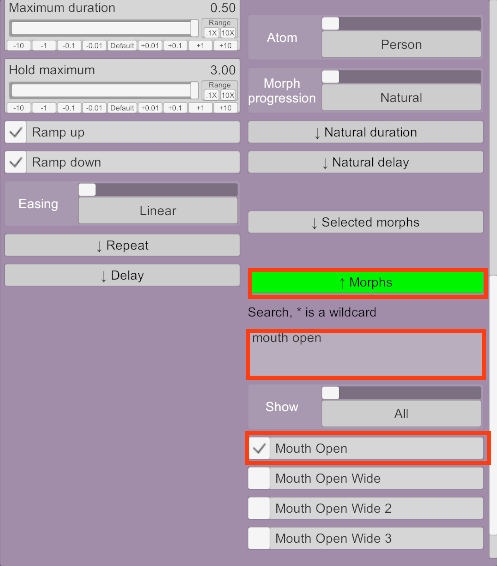 Maximum duration 0.50
Range
-10 -1 -0.1 -0.01 Default +0.01 +0.1 .1X 10X +1 +10
Hold maximum 3.00
Range
-10 -1 -0.1 -0.01 Default +0.01 +0.1 .1X 10X +1 +10
Ramp up
Ramp down
Easing
Linear
↓ Repeat
↓ Delay
Atom
Person
Morph
progression
Natural
↓ Natural duration
↓ Natural delay
↓ Selected morphs
↑ Morphs
Search, * is a wildcard
mouth open
Show
All
Mouth Open
Mouth Open Wide
Mouth Open Wide 2
Mouth Open Wide 3